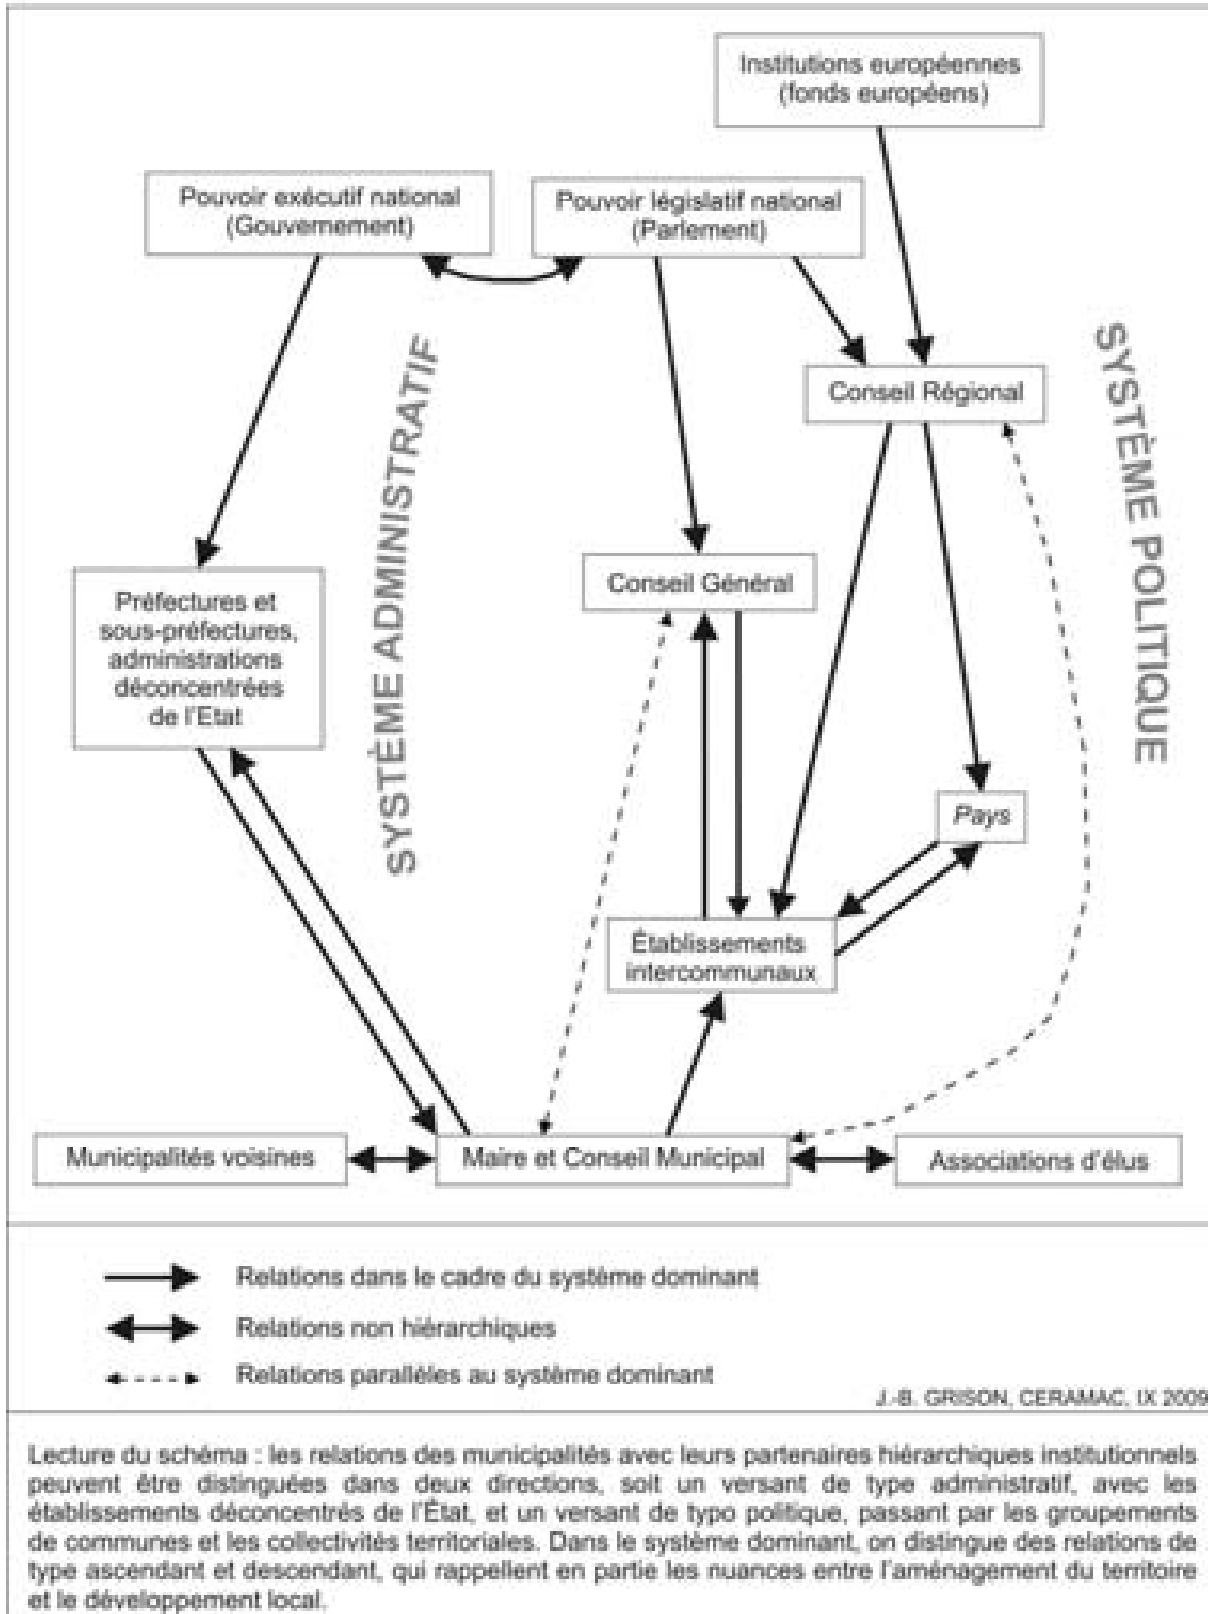 Institutions européennes
(fonds européens)
Pouvoir exécutif national
(Gouvernement)
Pouvoir législatif national
(Parlement)
SYSTÈME ADMINISTRATIF
SYSTÈME POLITIQUE
Conseil Régional
Conseil Général
Préfectures et
sous-préfectures,
administrations
déconcentrées
de l'Etat
Pays
Établissements
intercommunaux
Municipalités voisines
Maire et Conseil Municipal
Associations d'élus
Relations dans le cadre du système dominant
Relations non hiérarchiques
Relations parallèles au système dominant
J.-B. GRISON, CERAMAC, IX 2009
Lecture du schéma : les relations des municipalités avec leurs partenaires hiérarchiques institutionnels
peuvent être distinguées dans deux directions, soit un versant de type administratif, avec les
établissements déconcentrés de l'État, et un versant de typo politique, passant par les groupements
de communes et les collectivités territoriales. Dans le système dominant, on distingue des relations de
type ascendant et descendant, qui rappellent en partie les nuances entre l'aménagement du territoire
et le développement local.